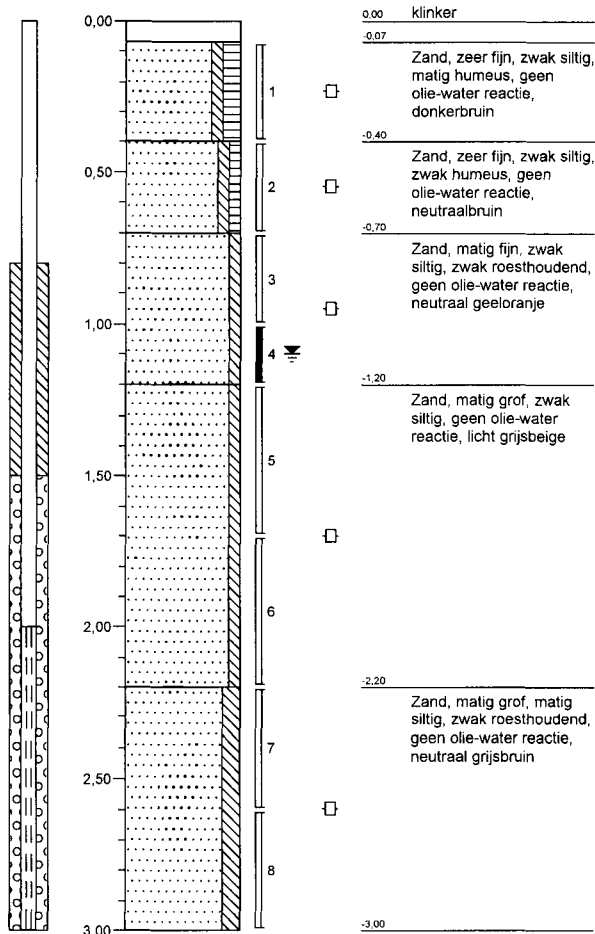 0,00
0,50
1,00
1,50
2,00
2,50
3,00
1
2
3
4
5
6
7
8
0,00 klinker
-0,07
Zand, zeer fijn, zwak siltig,
matig humeus, geen
olie-water reactie,
donkerbruin
-0,40
Zand, zeer fijn, zwak siltig,
zwak humeus, geen
olie-water reactie,
neutraalbruin
-0,70
Zand, matig fijn, zwak
siltig, zwak roesthoudend,
geen olie-water reactie,
neutraal geeloranje
-1,20
Zand, matig grof, zwak
siltig, geen olie-water
reactie, licht grijsbeige
-2,20
Zand, matig grof, matig
siltig, zwak roesthoudend,
geen olie-water reactie,
neutraal grijsbruin
-3,00